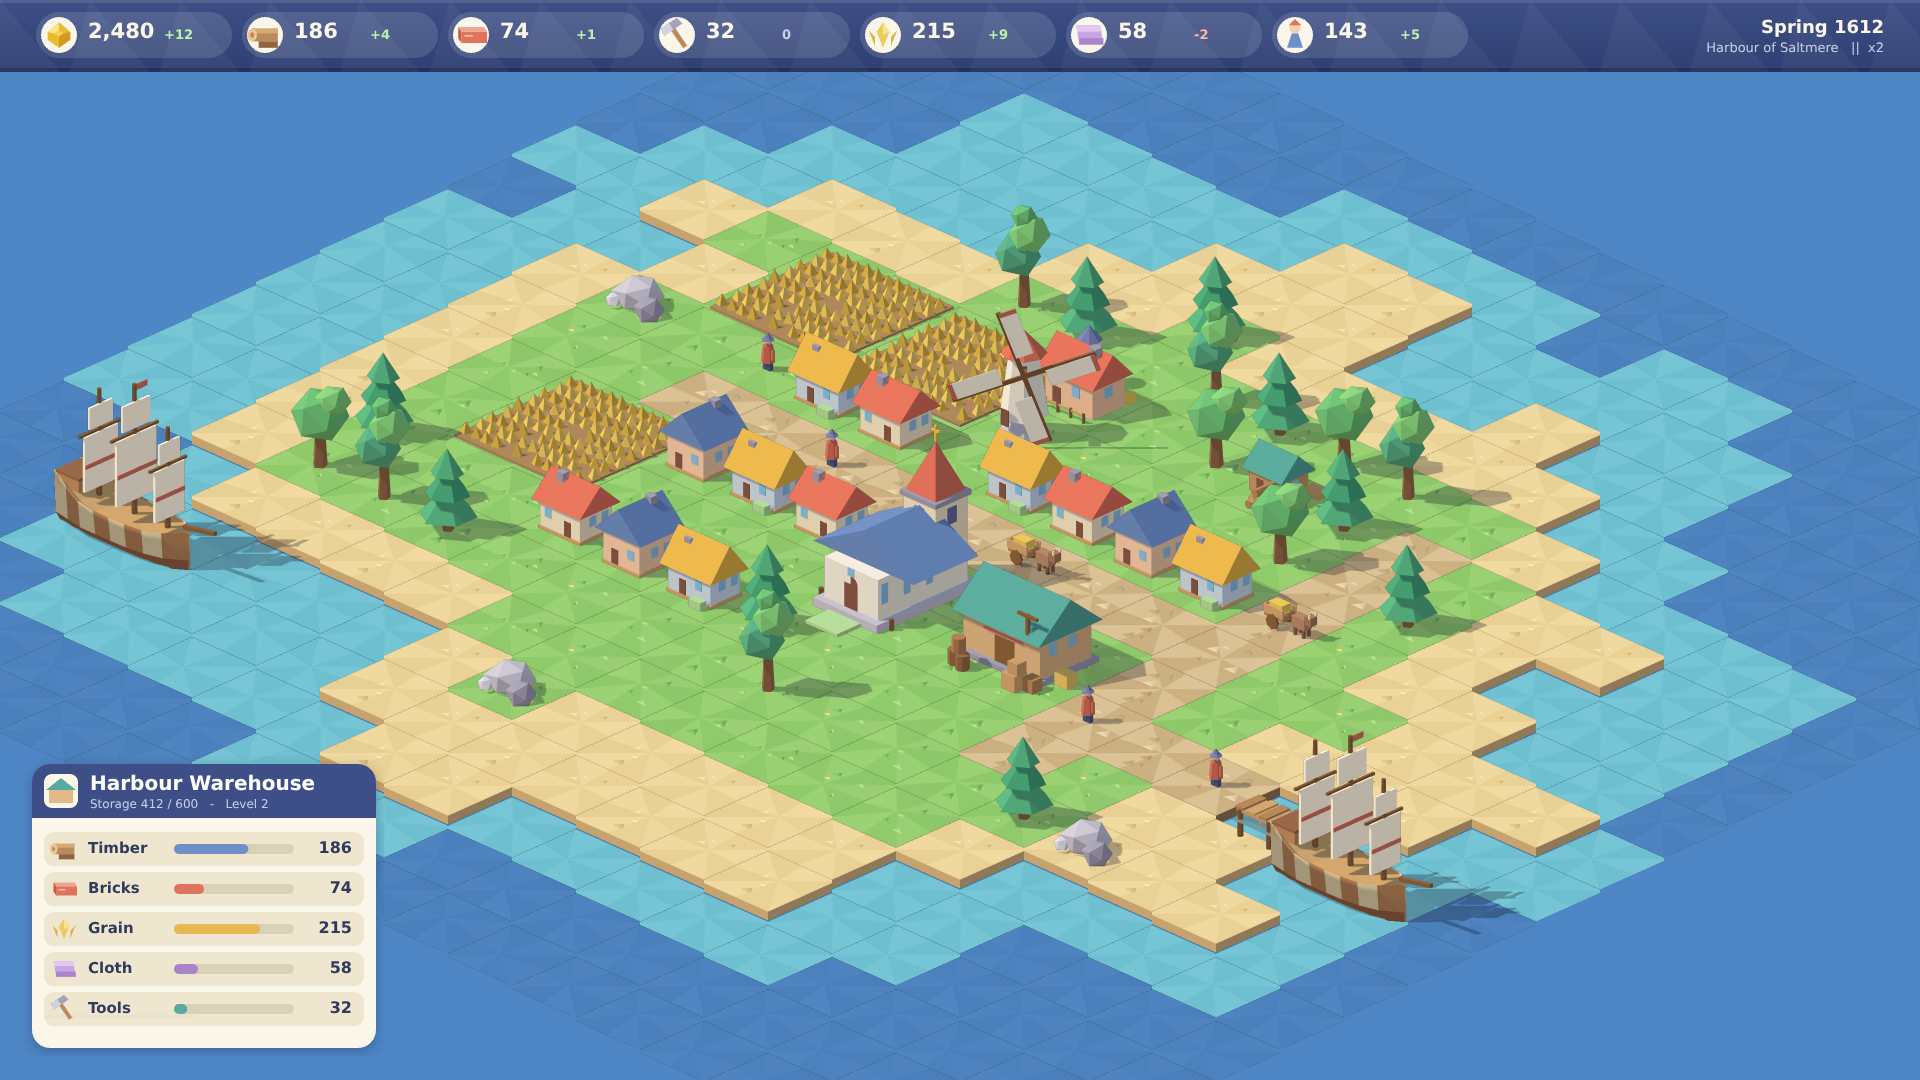 2,480 +12 186 +4 74 +1 32 0 215 +9 58 -2 143 +5
Spring 1612
Harbour of Saltmere || x2
Harbour Warehouse
Storage 412 / 600 - Level 2
Timber 186
Bricks 74
Grain 215
Cloth 58
Tools 32